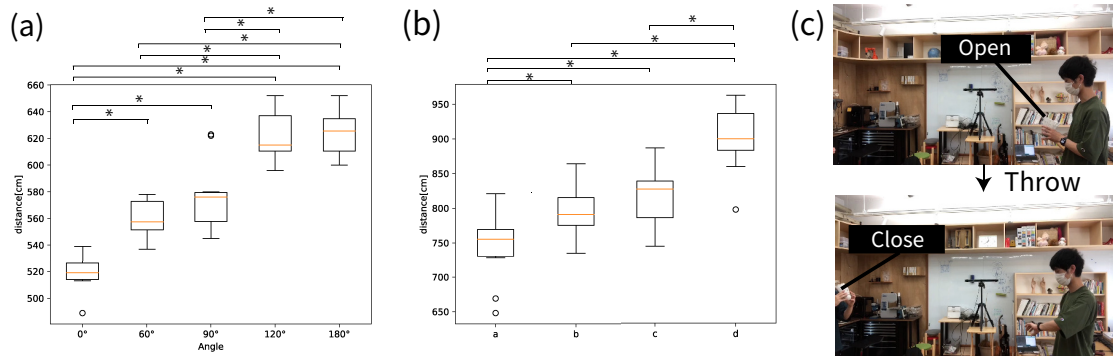 (a)
*
*
*
*
*
*
*
*
660
640
620
600
580
560
540
520
500
distance[cm]
0° 60° 90° 120° 180°
Angle
(b)
*
*
*
*
*
950
900
850
800
750
700
650
distance[cm]
a b c d
(c)
Open
Throw
Close